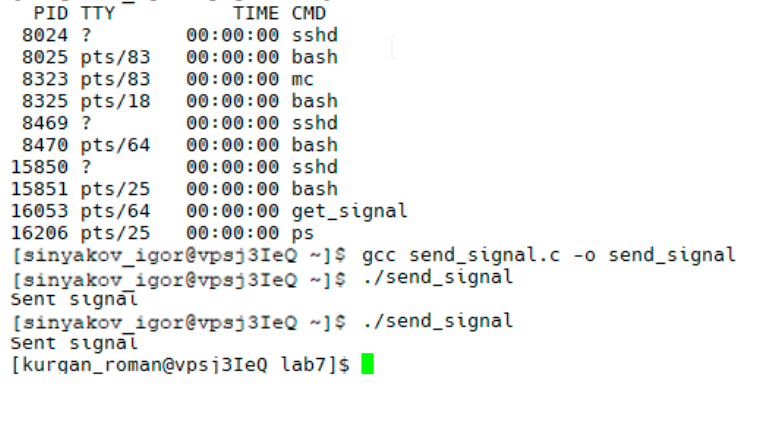 PID TTY TIME CMD
8024 ? 00:00:00 sshd
8025 pts/83 00:00:00 bash
8323 pts/83 00:00:00 mc
8325 pts/18 00:00:00 bash
8469 ? 00:00:00 sshd
8470 pts/64 00:00:00 bash
15850 ? 00:00:00 sshd
15851 pts/25 00:00:00 bash
16053 pts/64 00:00:00 get_signal
16206 pts/25 00:00:00 ps
[sinyakov_igor@vpsj3IeQ ~]$ gcc send_signal.c -o send_signal
[sinyakov_igor@vpsj3IeQ ~]$ ./send_signal
Sent signal
[sinyakov_igor@vpsj3IeQ ~]$ ./send_signal
Sent signal
[kurgan_roman@vpsj3IeQ lab7]$